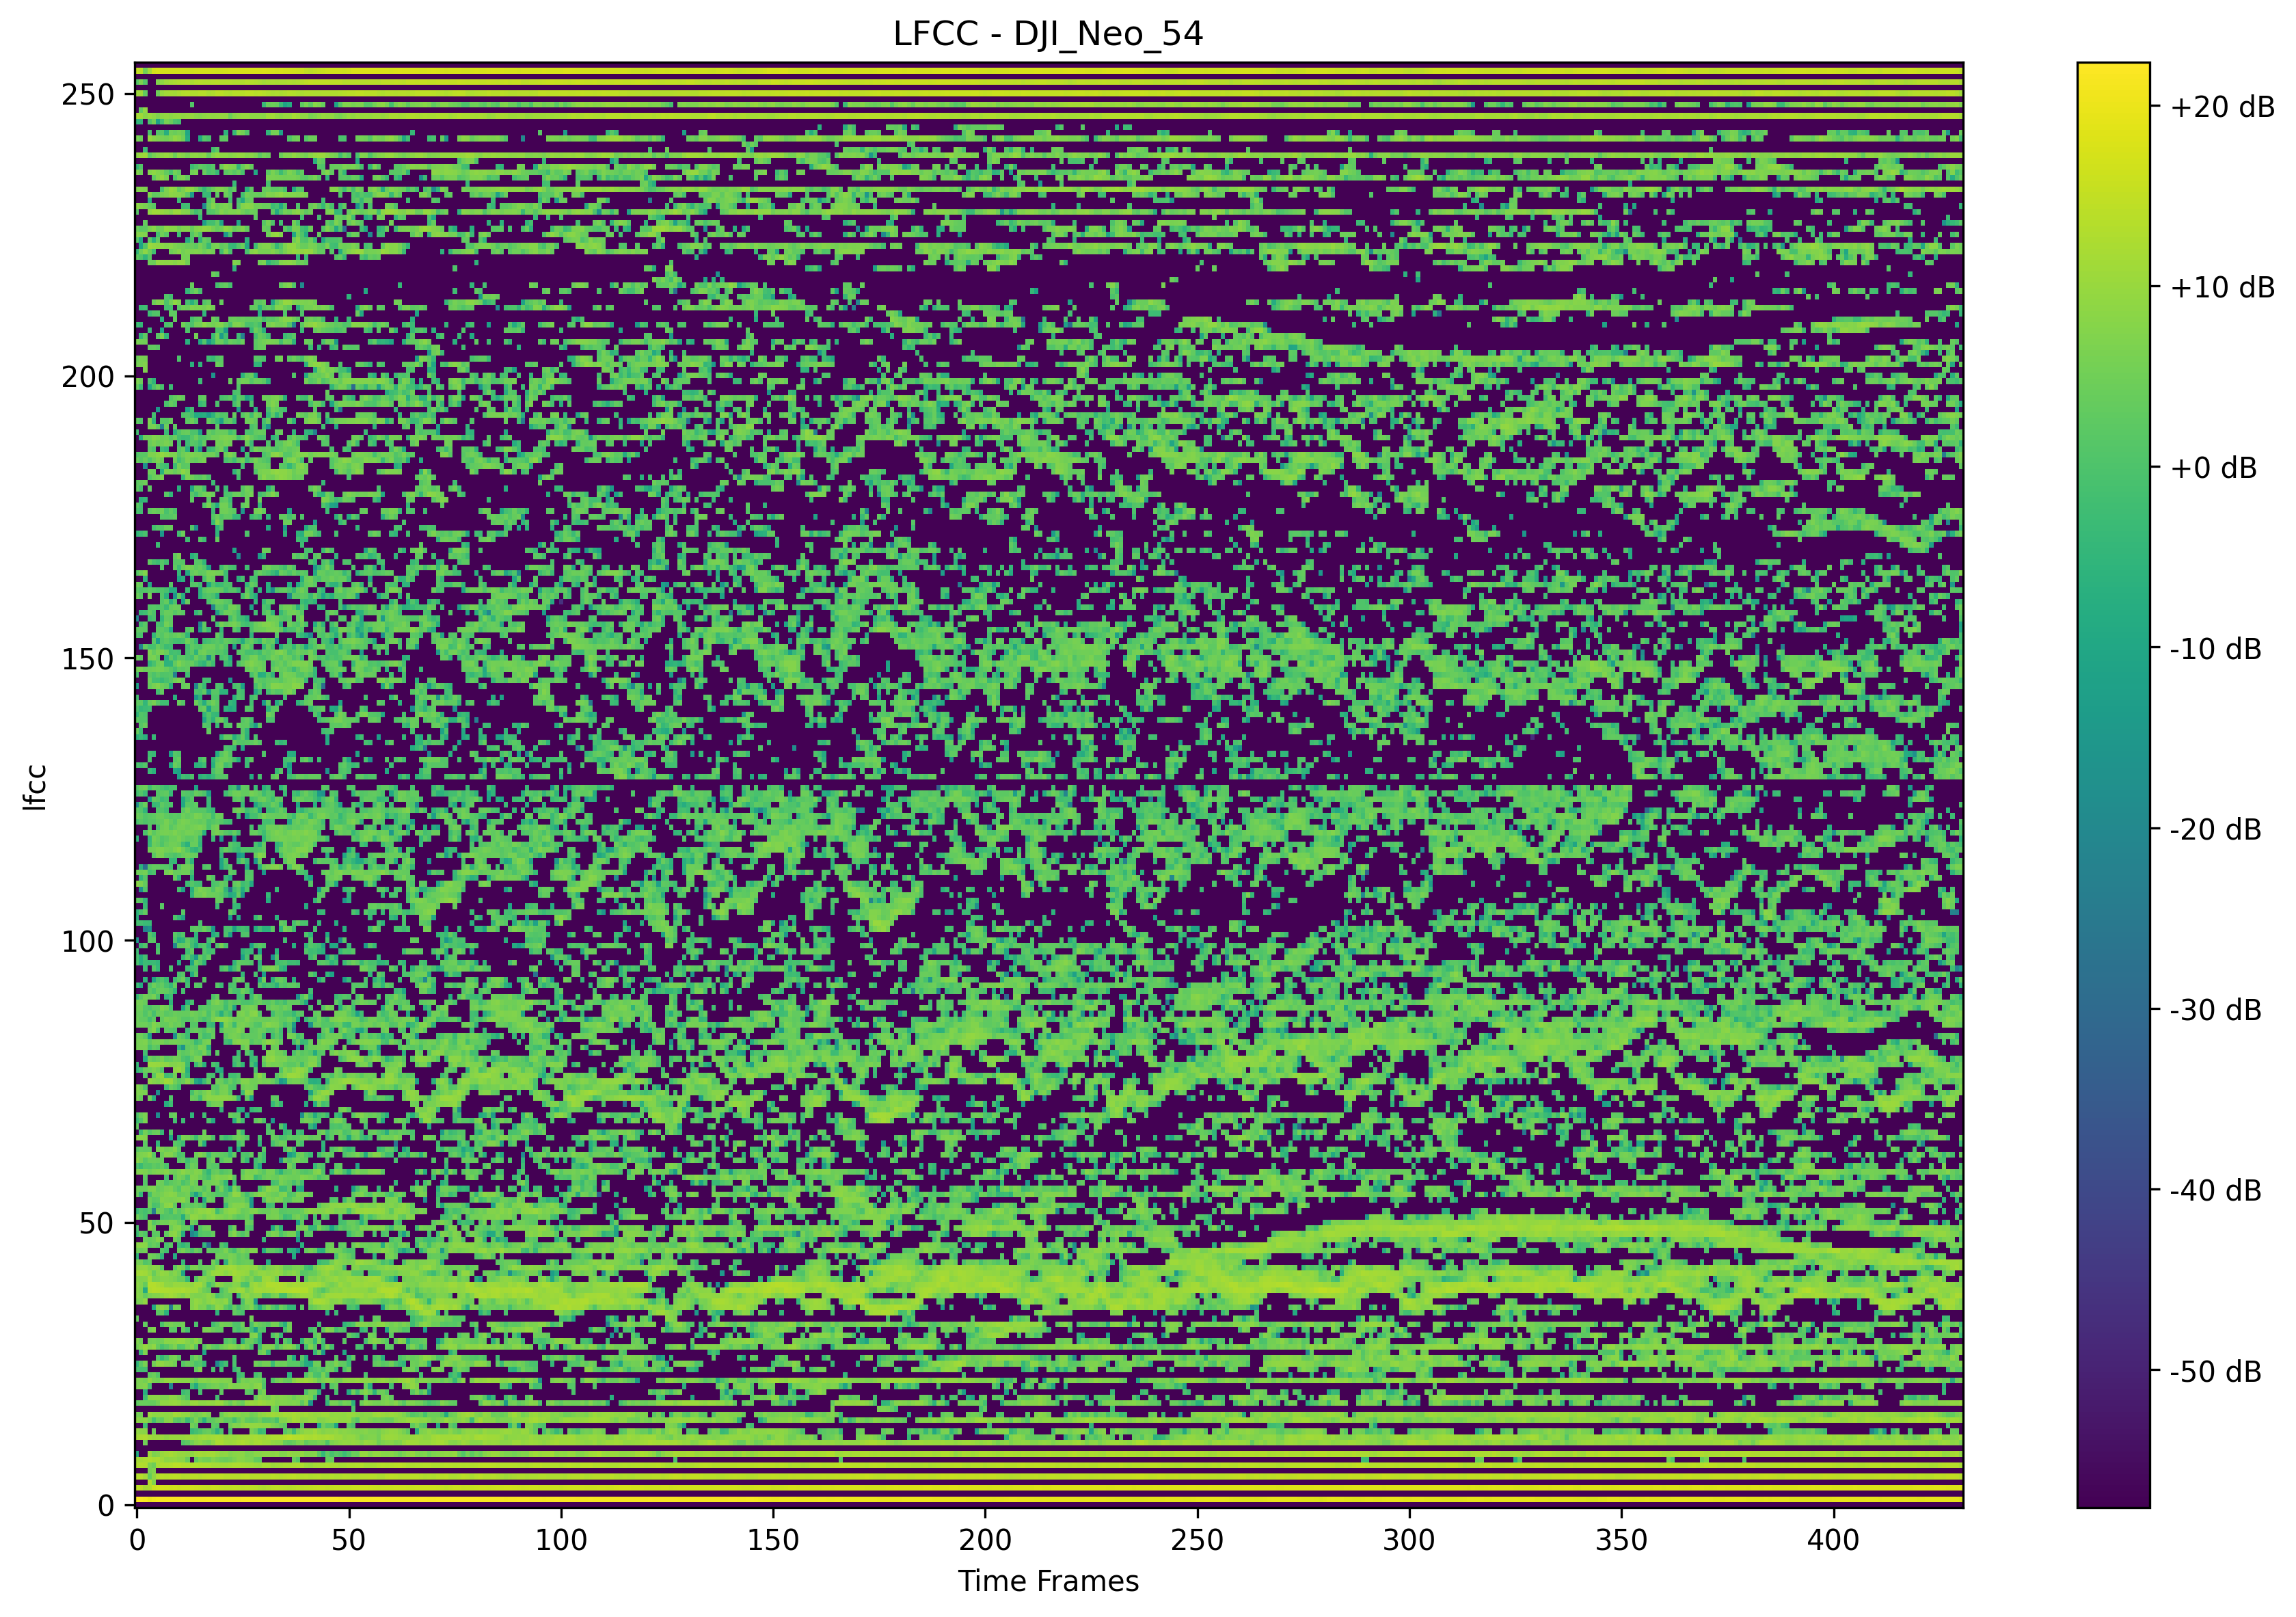 LFCC - DJI_Neo_54
lfcc
250
200
150
100
50
0
0 50 100 150 200 250 300 350 400
Time Frames
+20 dB
+10 dB
+0 dB
-10 dB
-20 dB
-30 dB
-40 dB
-50 dB